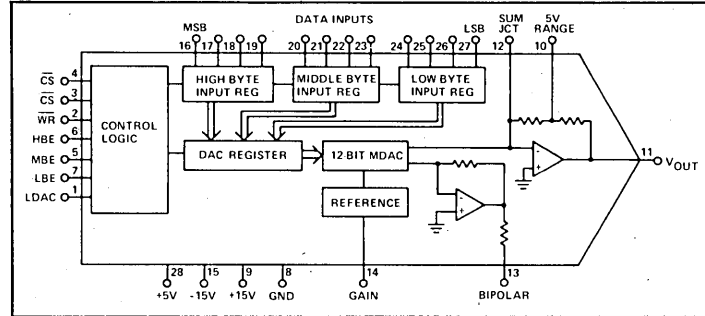 DATA INPUTS
MSB
LSB
SUM JCT
5V RANGE
16 17 18 19
20 21 22 23
24 25 26 27
12
10
HIGH BYTE INPUT REG
MIDDLE BYTE INPUT REG
LOW BYTE INPUT REG
C̅S̅ 4
C̅S̅ 3
W̅R̅ 2
HBE 6
MBE 5
LBE 7
LDAC 1
CONTROL LOGIC
DAC REGISTER
12-BIT MDAC
REFERENCE
-
+
-
+
11
VOUT
28
+5V
15
-15V
9
+15V
8
GND
14
GAIN
13
BIPOLAR